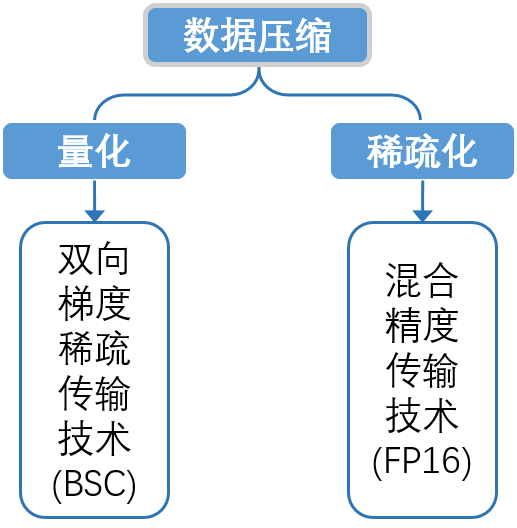 数据压缩
量化
稀疏化
双向
梯度
稀疏
传输
技术
(BSC)
混合
精度
传输
技术
(FP16)